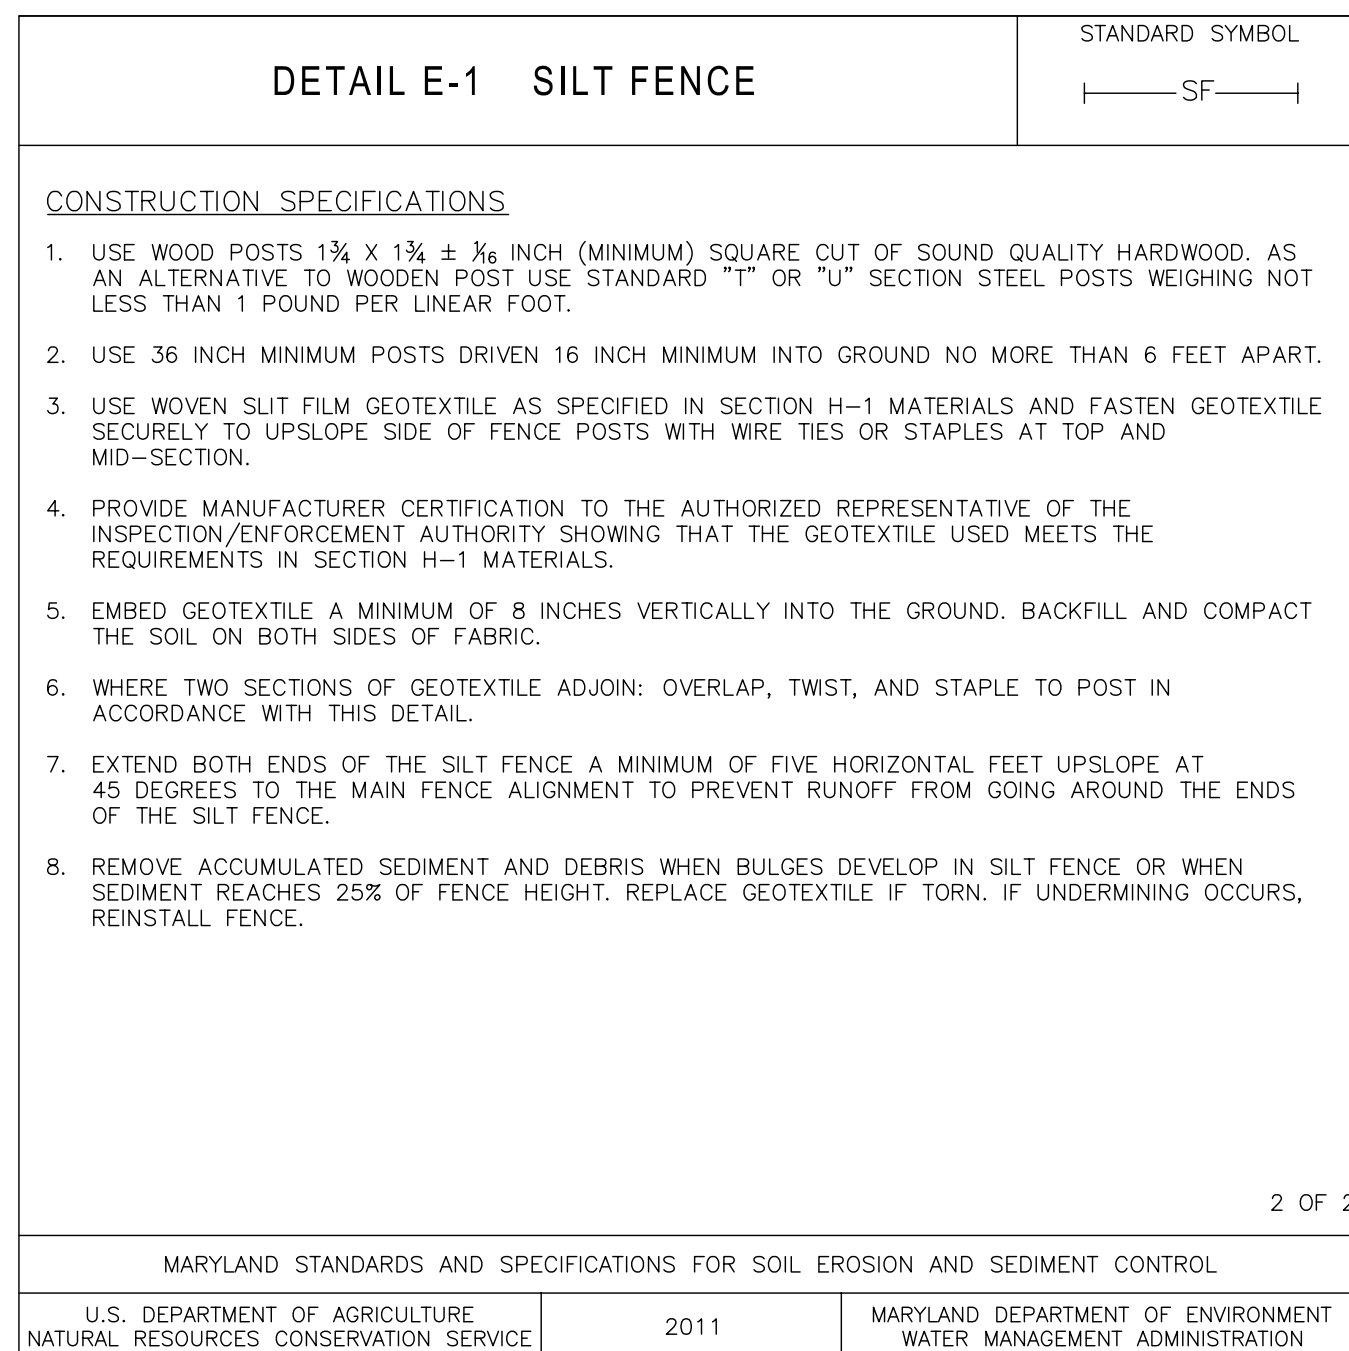 DETAIL E-1 SILT FENCE
STANDARD SYMBOL
SF
CONSTRUCTION SPECIFICATIONS
1. USE WOOD POSTS 1¾ X 1¾ ± 1⁄16 INCH (MINIMUM) SQUARE CUT OF SOUND QUALITY HARDWOOD. AS
AN ALTERNATIVE TO WOODEN POST USE STANDARD "T" OR "U" SECTION STEEL POSTS WEIGHING NOT
LESS THAN 1 POUND PER LINEAR FOOT.
2. USE 36 INCH MINIMUM POSTS DRIVEN 16 INCH MINIMUM INTO GROUND NO MORE THAN 6 FEET APART.
3. USE WOVEN SLIT FILM GEOTEXTILE AS SPECIFIED IN SECTION H-1 MATERIALS AND FASTEN GEOTEXTILE
SECURELY TO UPSLOPE SIDE OF FENCE POSTS WITH WIRE TIES OR STAPLES AT TOP AND
MID-SECTION.
4. PROVIDE MANUFACTURER CERTIFICATION TO THE AUTHORIZED REPRESENTATIVE OF THE
INSPECTION/ENFORCEMENT AUTHORITY SHOWING THAT THE GEOTEXTILE USED MEETS THE
REQUIREMENTS IN SECTION H-1 MATERIALS.
5. EMBED GEOTEXTILE A MINIMUM OF 8 INCHES VERTICALLY INTO THE GROUND. BACKFILL AND COMPACT
THE SOIL ON BOTH SIDES OF FABRIC.
6. WHERE TWO SECTIONS OF GEOTEXTILE ADJOIN: OVERLAP, TWIST, AND STAPLE TO POST IN
ACCORDANCE WITH THIS DETAIL.
7. EXTEND BOTH ENDS OF THE SILT FENCE A MINIMUM OF FIVE HORIZONTAL FEET UPSLOPE AT
45 DEGREES TO THE MAIN FENCE ALIGNMENT TO PREVENT RUNOFF FROM GOING AROUND THE ENDS
OF THE SILT FENCE.
8. REMOVE ACCUMULATED SEDIMENT AND DEBRIS WHEN BULGES DEVELOP IN SILT FENCE OR WHEN
SEDIMENT REACHES 25% OF FENCE HEIGHT. REPLACE GEOTEXTILE IF TORN. IF UNDERMINING OCCURS,
REINSTALL FENCE.
2 OF 2
MARYLAND STANDARDS AND SPECIFICATIONS FOR SOIL EROSION AND SEDIMENT CONTROL
U.S. DEPARTMENT OF AGRICULTURE
NATURAL RESOURCES CONSERVATION SERVICE
2011
MARYLAND DEPARTMENT OF ENVIRONMENT
WATER MANAGEMENT ADMINISTRATION